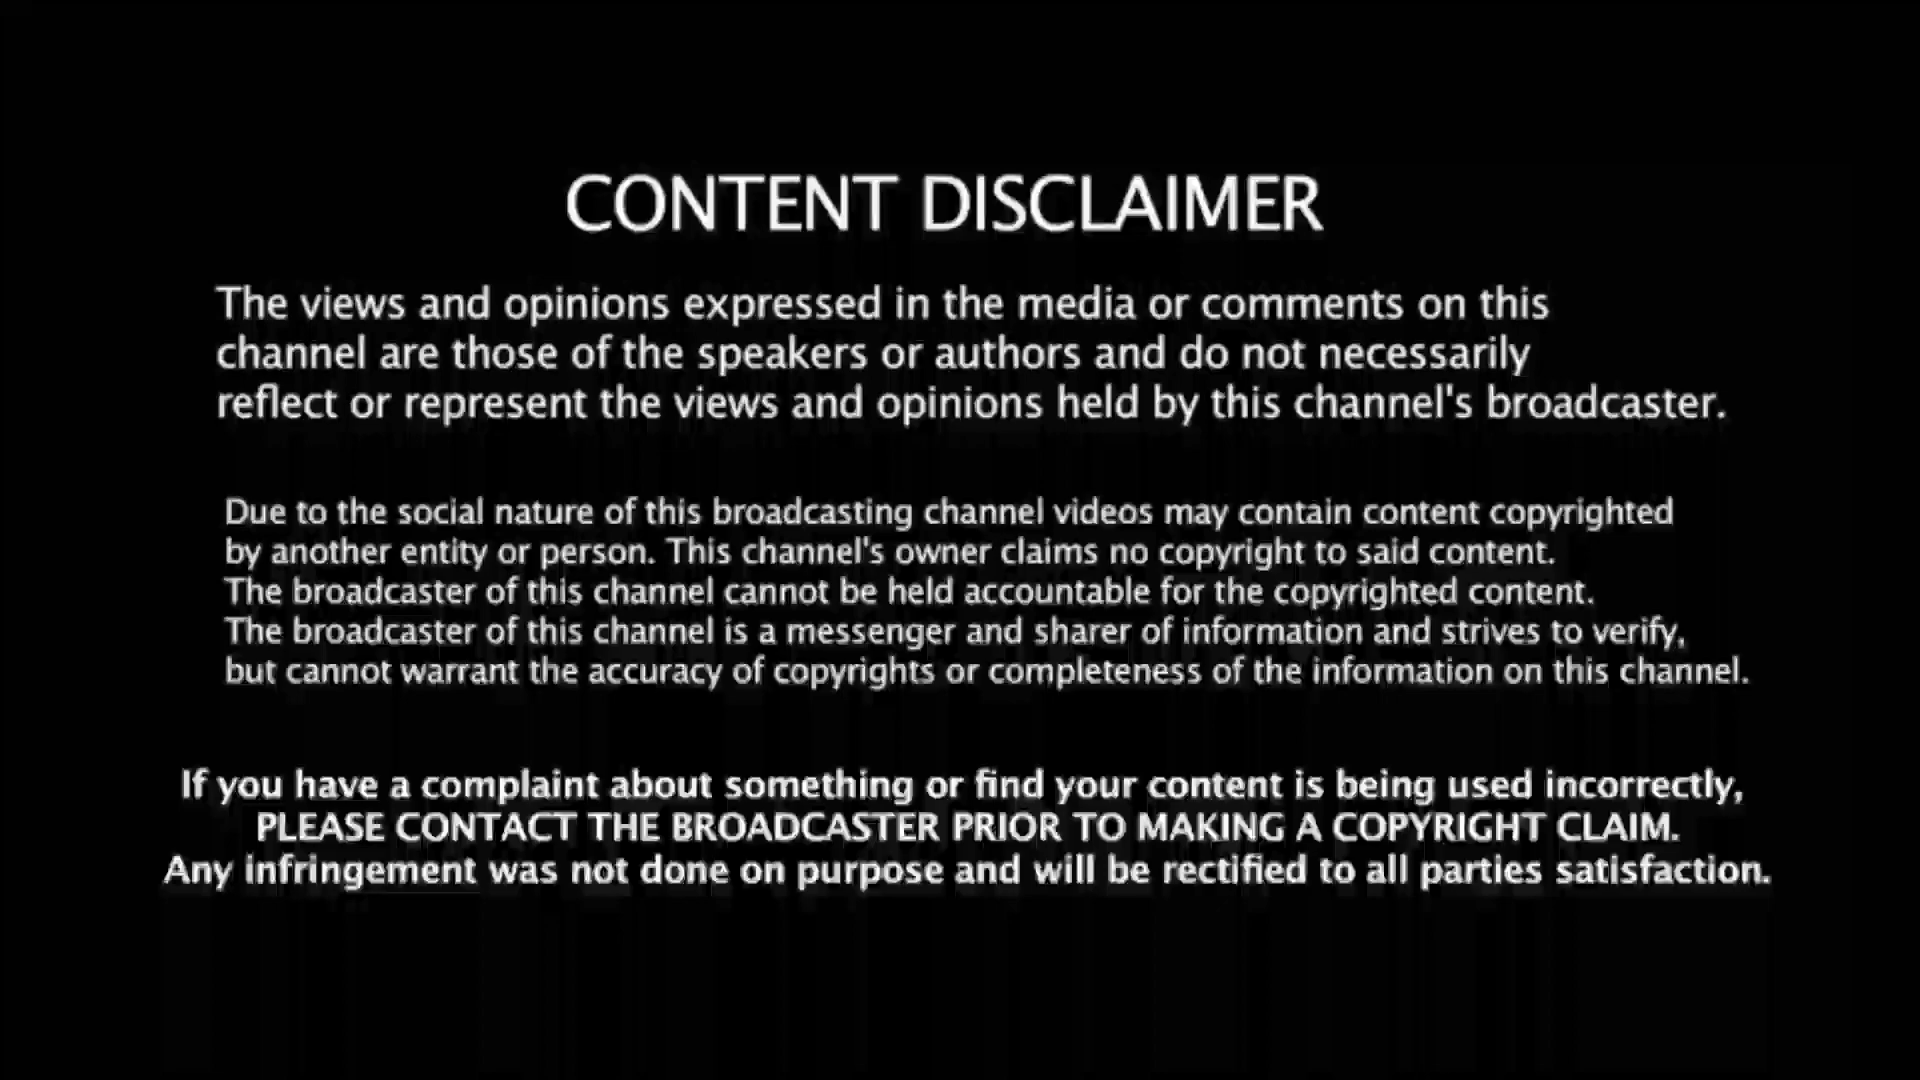 CONTENT DISCLAIMER
The views and opinions expressed in the media or comments on this
channel are those of the speakers or authors and do not necessarily
reflect or represent the views and opinions held by this channel's broadcaster.
Due to the social nature of this broadcasting channel videos may contain content copyrighted
by another entity or person. This channel's owner claims no copyright to said content.
The broadcaster of this channel cannot be held accountable for the copyrighted content.
The broadcaster of this channel is a messenger and sharer of information and strives to verify,
but cannot warrant the accuracy of copyrights or completeness of the information on this channel.
If you have a complaint about something or find your content is being used incorrectly,
PLEASE CONTACT THE BROADCASTER PRIOR TO MAKING A COPYRIGHT CLAIM.
Any infringement was not done on purpose and will be rectified to all parties satisfaction.